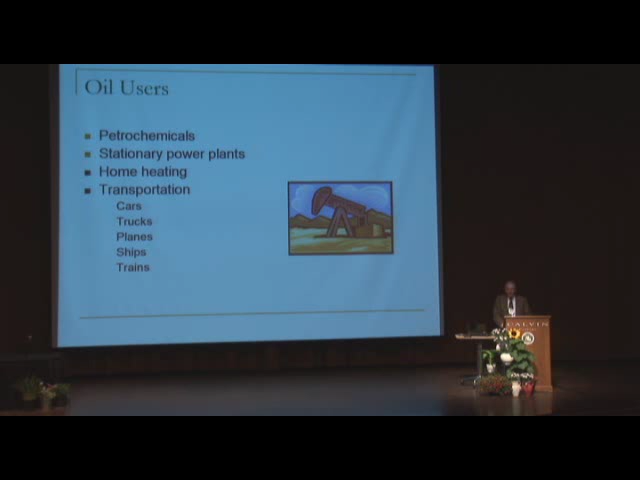 Oil Users
Petrochemicals
Stationary power plants
Home heating
Transportation
Cars
Trucks
Planes
Ships
Trains
CALVIN